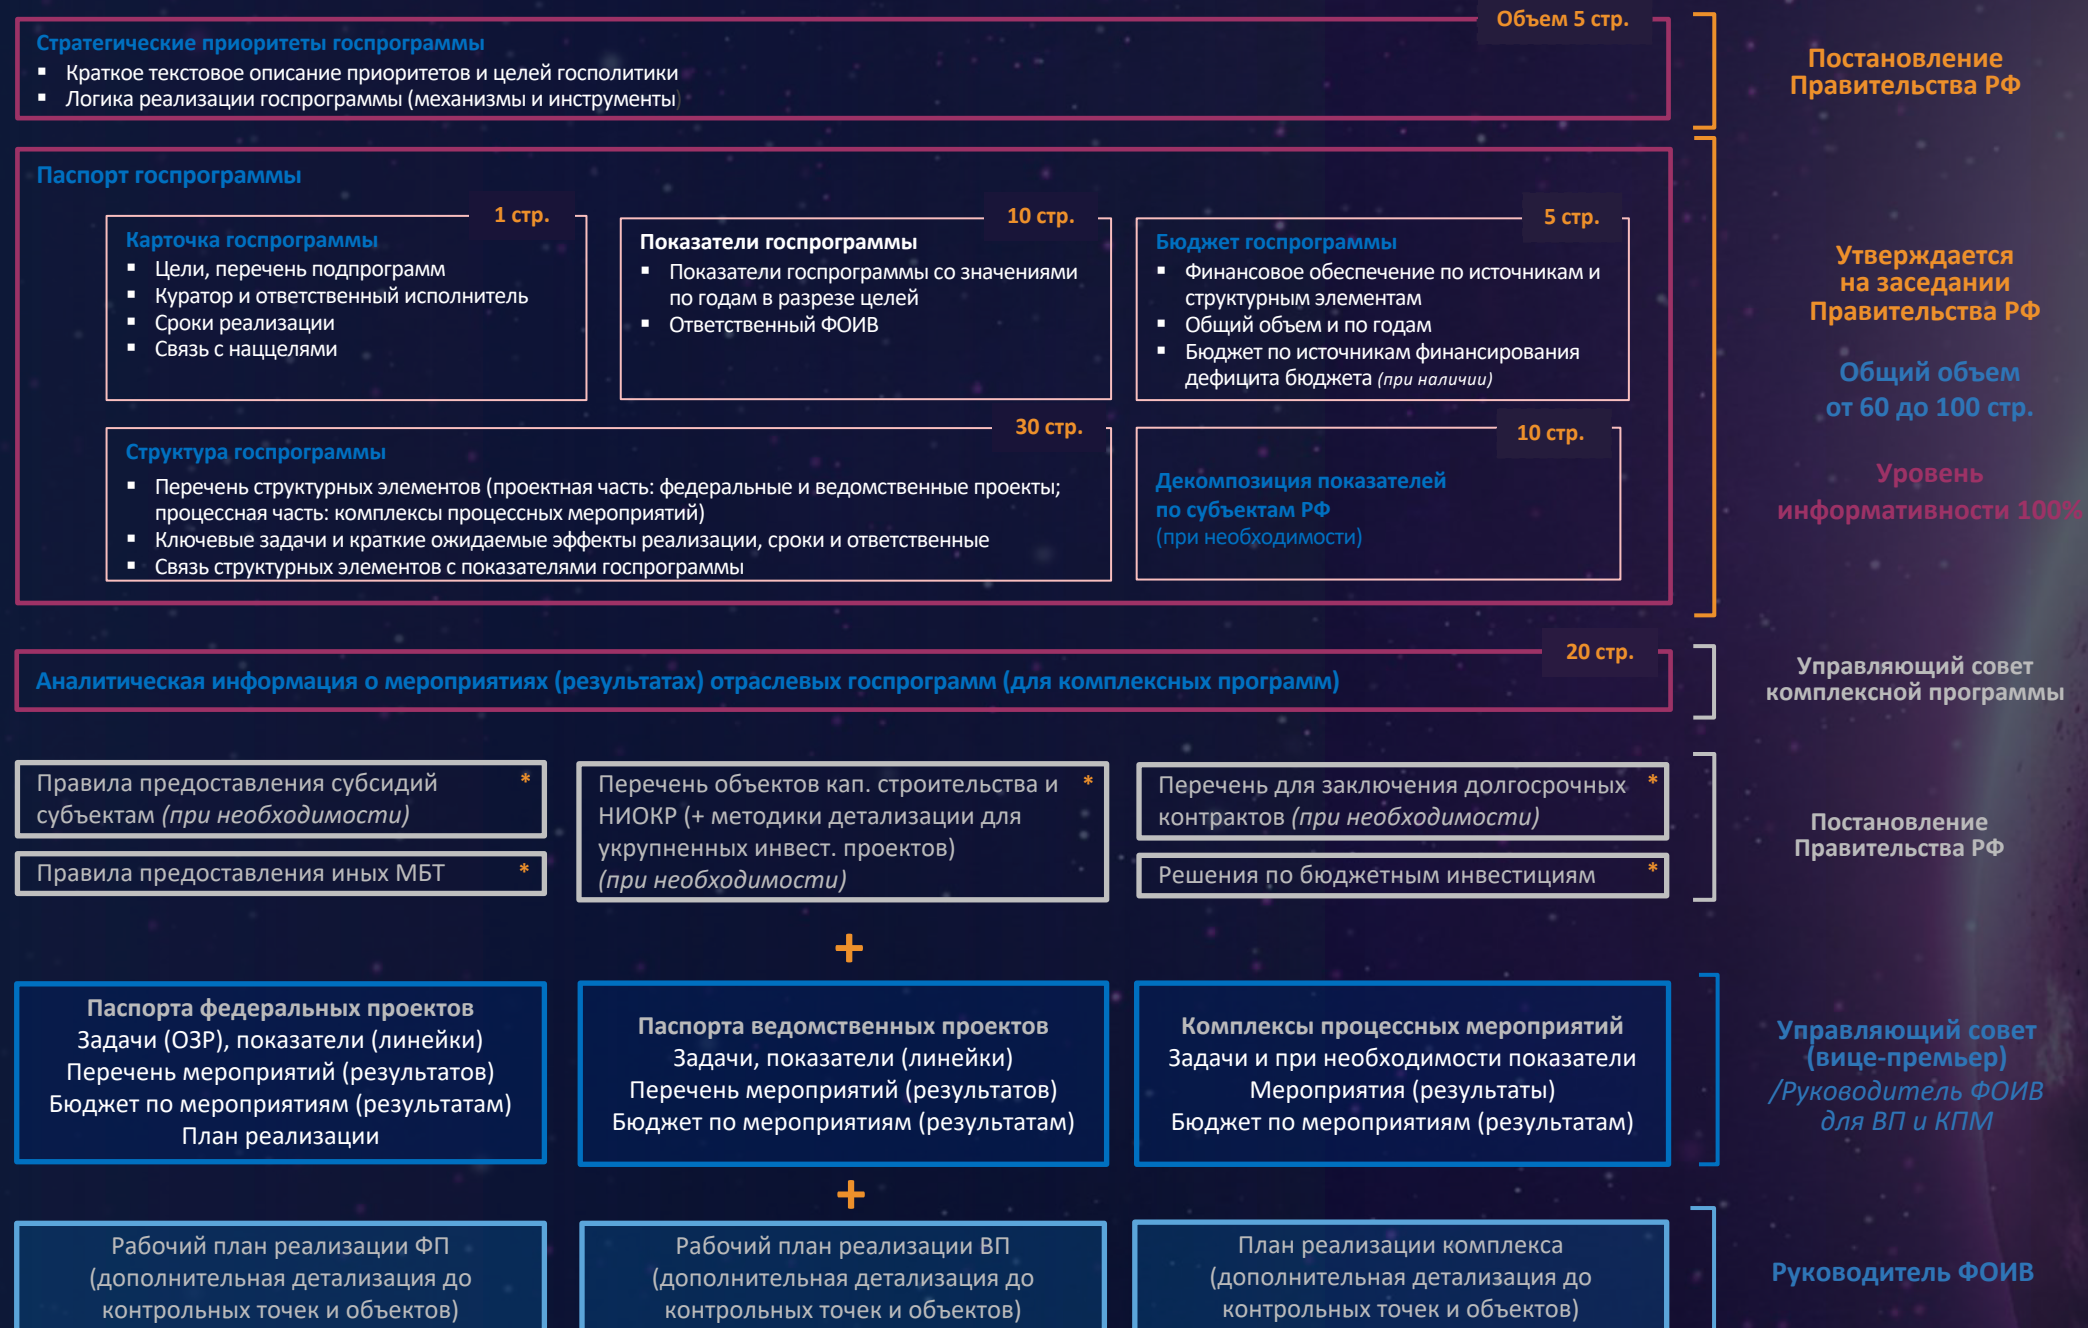 Объем 5 стр.
Стратегические приоритеты госпрограммы
▪ Краткое текстовое описание приоритетов и целей госполитики
▪ Логика реализации госпрограммы (механизмы и инструменты)
Постановление
Правительства РФ
Паспорт госпрограммы
1 стр.
Карточка госпрограммы
▪ Цели, перечень подпрограмм
▪ Куратор и ответственный исполнитель
▪ Сроки реализации
▪ Связь с наццелями
10 стр.
Показатели госпрограммы
▪ Показатели госпрограммы со значениями
по годам в разрезе целей
▪ Ответственный ФОИВ
5 стр.
Бюджет госпрограммы
▪ Финансовое обеспечение по источникам и
структурным элементам
▪ Общий объем и по годам
▪ Бюджет по источникам финансирования
дефицита бюджета (при наличии)
30 стр.
Структура госпрограммы
▪ Перечень структурных элементов (проектная часть: федеральные и ведомственные проекты;
процессная часть: комплексы процессных мероприятий)
▪ Ключевые задачи и краткие ожидаемые эффекты реализации, сроки и ответственные
▪ Связь структурных элементов с показателями госпрограммы
10 стр.
Декомпозиция показателей
по субъектам РФ
(при необходимости)
Утверждается
на заседании
Правительства РФ
Общий объем
от 60 до 100 стр.
Уровень
информативности 100%
20 стр.
Аналитическая информация о мероприятиях (результатах) отраслевых госпрограмм (для комплексных программ)
Управляющий совет
комплексной программы
Правила предоставления субсидий *
субъектам (при необходимости)
Правила предоставления иных МБТ *
Перечень объектов кап. строительства и *
НИОКР (+ методики детализации для
укрупненных инвест. проектов)
(при необходимости)
Перечень для заключения долгосрочных *
контрактов (при необходимости)
Решения по бюджетным инвестициям *
Постановление
Правительства РФ
+
Паспорта федеральных проектов
Задачи (ОЗР), показатели (линейки)
Перечень мероприятий (результатов)
Бюджет по мероприятиям (результатам)
План реализации
Паспорта ведомственных проектов
Задачи, показатели (линейки)
Перечень мероприятий (результатов)
Бюджет по мероприятиям (результатам)
Комплексы процессных мероприятий
Задачи и при необходимости показатели
Мероприятия (результаты)
Бюджет по мероприятиям (результатам)
Управляющий совет
(вице-премьер)
/Руководитель ФОИВ
для ВП и КПМ
+
Рабочий план реализации ФП
(дополнительная детализация до
контрольных точек и объектов)
Рабочий план реализации ВП
(дополнительная детализация до
контрольных точек и объектов)
План реализации комплекса
(дополнительная детализация до
контрольных точек и объектов)
Руководитель ФОИВ